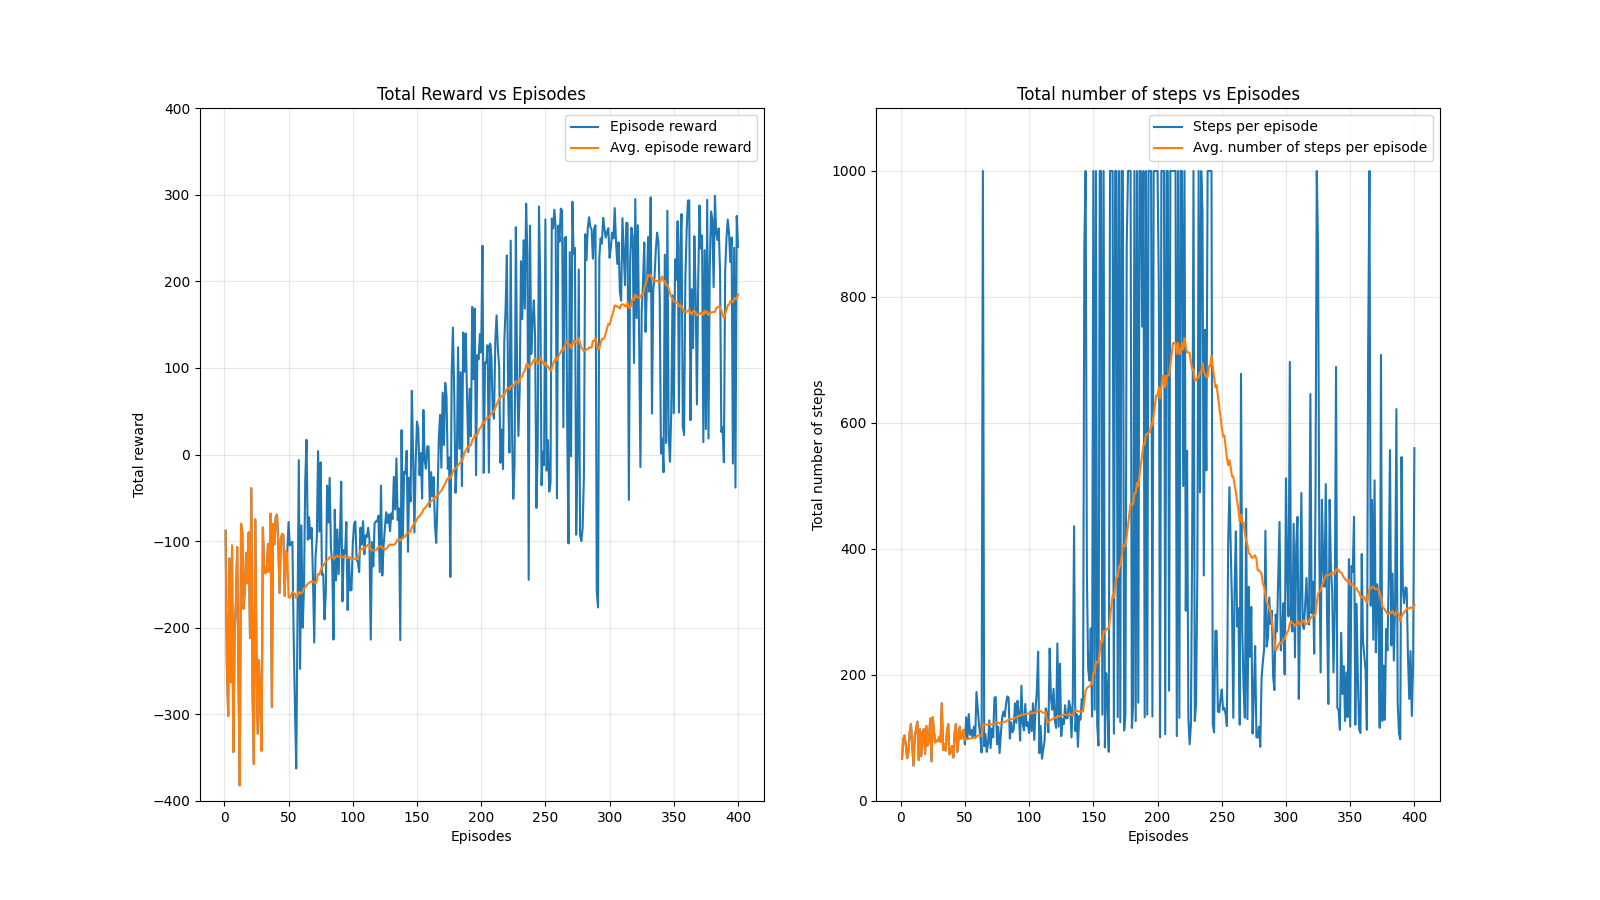 Total Reward vs Episodes
400
300
200
100
0
−100
−200
−300
−400
Total reward
0 50 100 150 200 250 300 350 400
Episodes
Episode reward
Avg. episode reward
Total number of steps vs Episodes
1000
800
600
400
200
0
Total number of steps
0 50 100 150 200 250 300 350 400
Episodes
Steps per episode
Avg. number of steps per episode